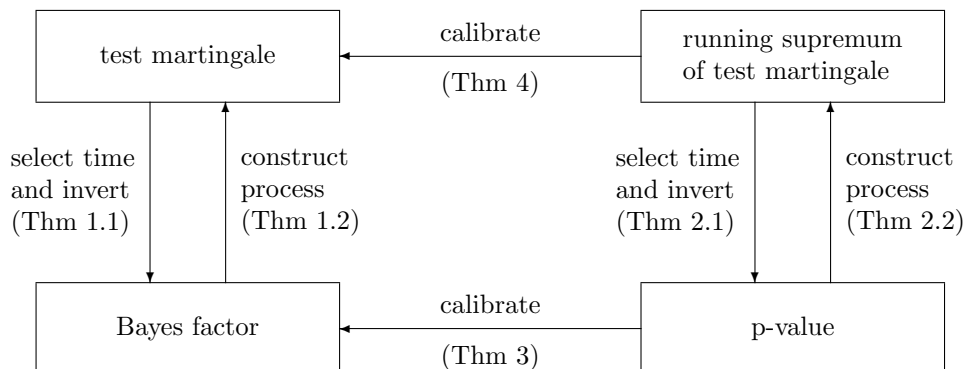 test martingale
calibrate
(Thm 4)
running supremum
of test martingale
select time
and invert
(Thm 1.1)
construct
process
(Thm 1.2)
select time
and invert
(Thm 2.1)
construct
process
(Thm 2.2)
Bayes factor
calibrate
(Thm 3)
p-value